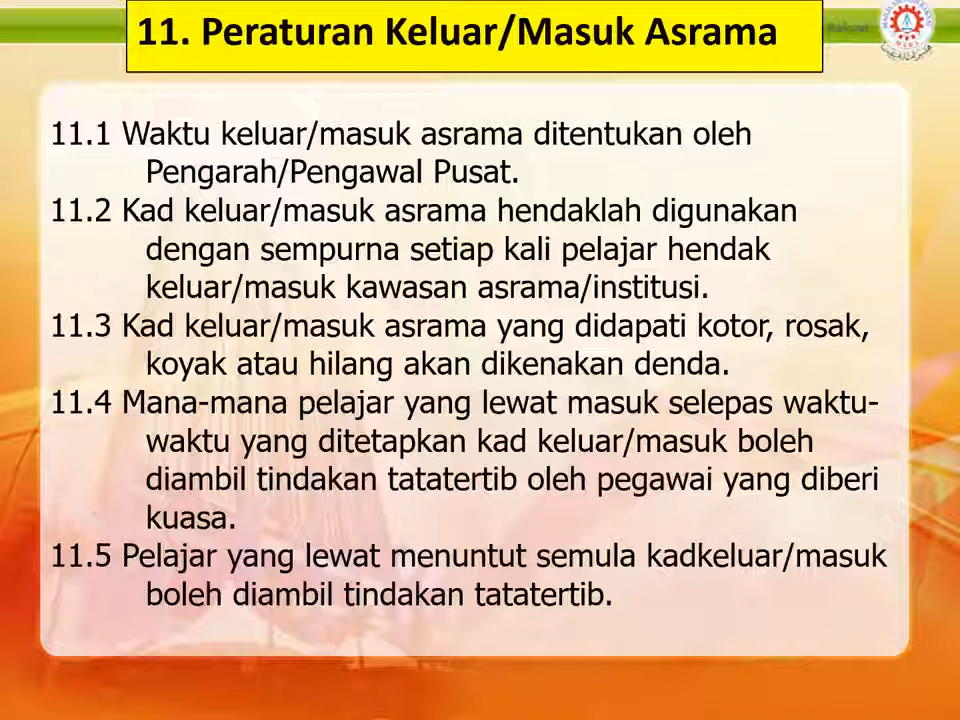 11. Peraturan Keluar/Masuk Asrama
11.1 Waktu keluar/masuk asrama ditentukan oleh
Pengarah/Pengawal Pusat.
11.2 Kad keluar/masuk asrama hendaklah digunakan
dengan sempurna setiap kali pelajar hendak
keluar/masuk kawasan asrama/institusi.
11.3 Kad keluar/masuk asrama yang didapati kotor, rosak,
koyak atau hilang akan dikenakan denda.
11.4 Mana-mana pelajar yang lewat masuk selepas waktu-
waktu yang ditetapkan kad keluar/masuk boleh
diambil tindakan tatatertib oleh pegawai yang diberi
kuasa.
11.5 Pelajar yang lewat menuntut semula kadkeluar/masuk
boleh diambil tindakan tatatertib.